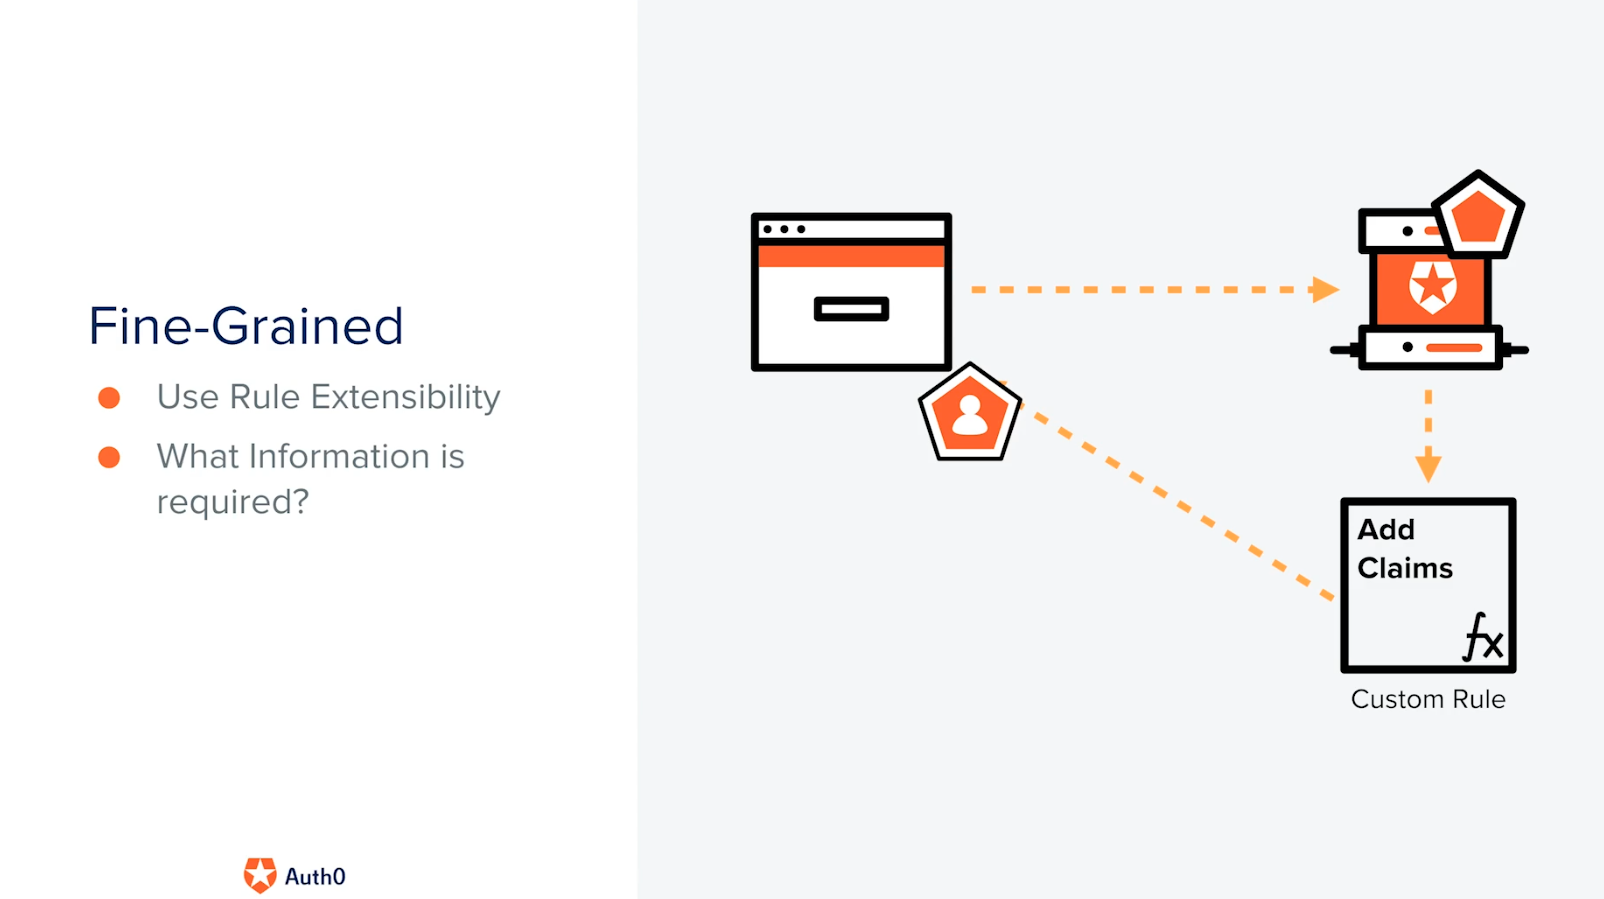 Fine-Grained
Use Rule Extensibility
What Information is
required?
Add
Claims
fx
Custom Rule
Auth0